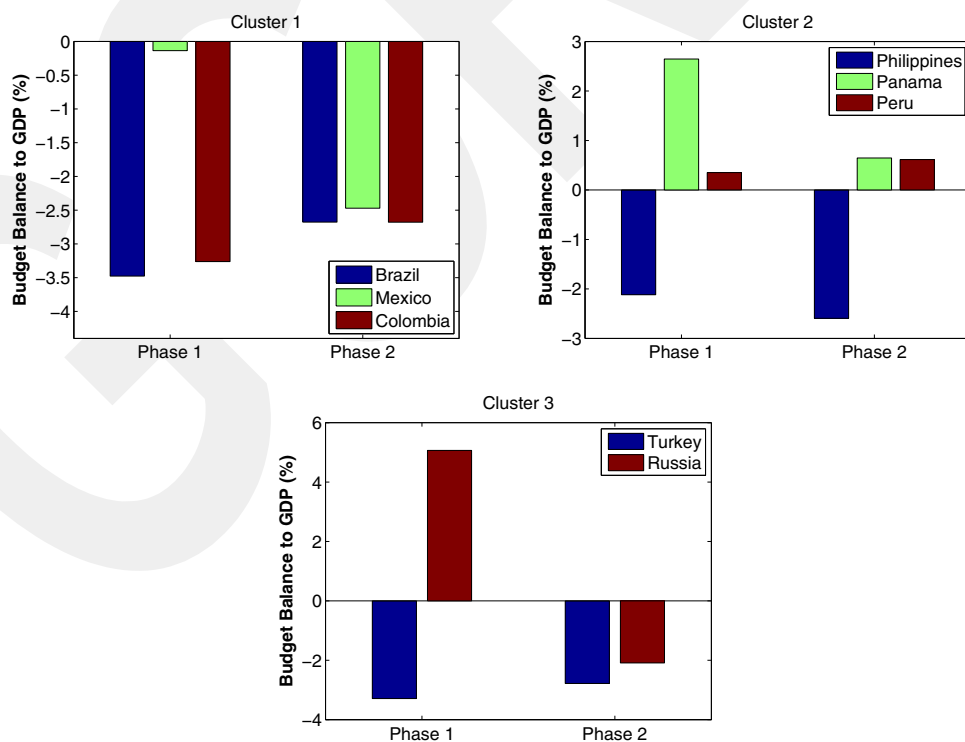 Cluster 1
Budget Balance to GDP (%)
0
−0.5
−1
−1.5
−2
−2.5
−3
−3.5
−4
Phase 1
Phase 2
Brazil
Mexico
Colombia
Cluster 2
Budget Balance to GDP (%)
3
2
1
0
−1
−2
−3
Phase 1
Phase 2
Philippines
Panama
Peru
Cluster 3
Budget Balance to GDP (%)
6
4
2
0
−2
−4
Phase 1
Phase 2
Turkey
Russia